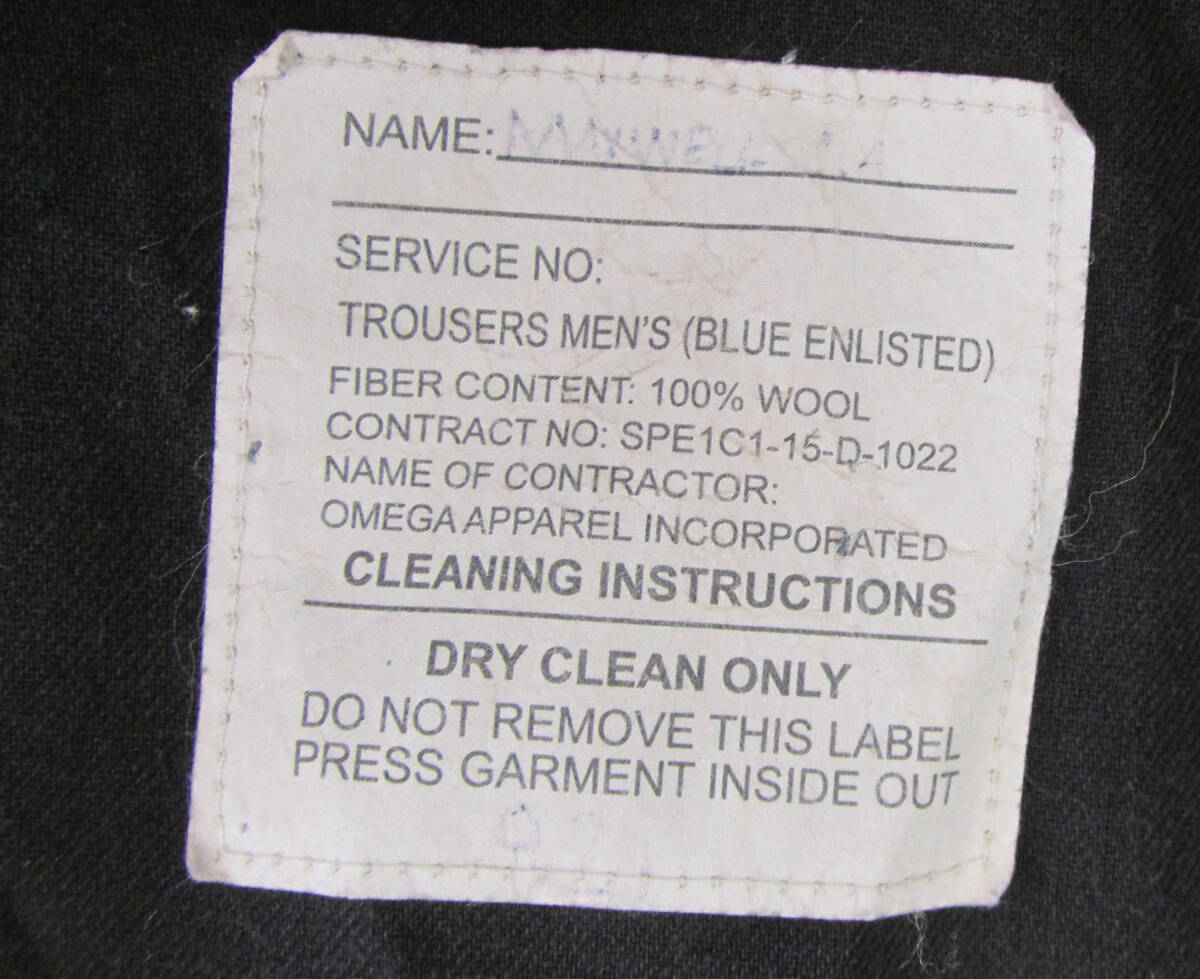 NAME: MAXWELL
SERVICE NO:
TROUSERS MEN'S (BLUE ENLISTED)
FIBER CONTENT: 100% WOOL
CONTRACT NO: SPE1C1-15-D-1022
NAME OF CONTRACTOR:
OMEGA APPAREL INCORPORATED
CLEANING INSTRUCTIONS
DRY CLEAN ONLY
DO NOT REMOVE THIS LABEL
PRESS GARMENT INSIDE OUT